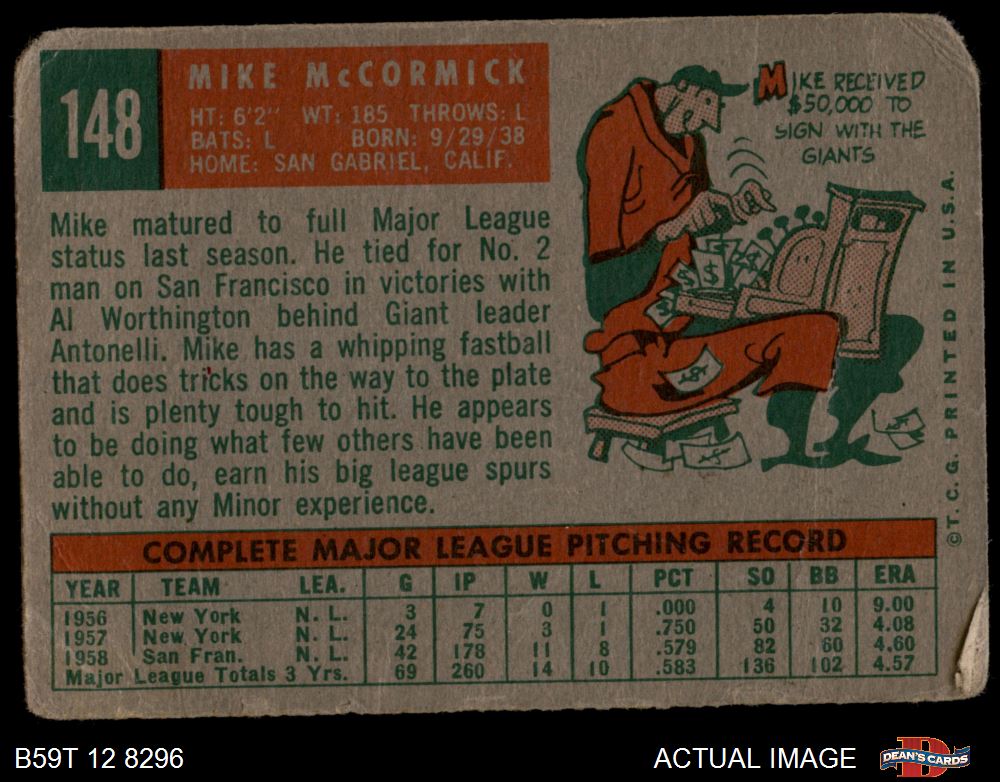 148
MIKE McCORMICK
HT: 6'2" WT: 185 THROWS: L
BATS: L BORN: 9/29/38
HOME: SAN GABRIEL, CALIF.
Mike matured to full Major League
status last season. He tied for No. 2
man on San Francisco in victories with
Al Worthington behind Giant leader
Antonelli. Mike has a whipping fastball
that does tricks on the way to the plate
and is plenty tough to hit. He appears
to be doing what few others have been
able to do, earn his big league spurs
without any Minor experience.
MIKE RECEIVED
$50,000 TO
SIGN WITH THE
GIANTS
©T.C.G. PRINTED IN U.S.A.
COMPLETE MAJOR LEAGUE PITCHING RECORD
YEAR TEAM LEA. G IP W L PCT SO BB ERA
1956 New York N. L. 3 7 0 1 .000 4 10 9.00
1957 New York N. L. 24 75 3 1 .750 50 32 4.08
1958 San Fran. N. L. 42 178 11 8 .579 82 60 4.60
Major League Totals 3 Yrs. 69 260 14 10 .583 136 102 4.57
B59T 12 8296
ACTUAL IMAGE
DEAN'S CARDS